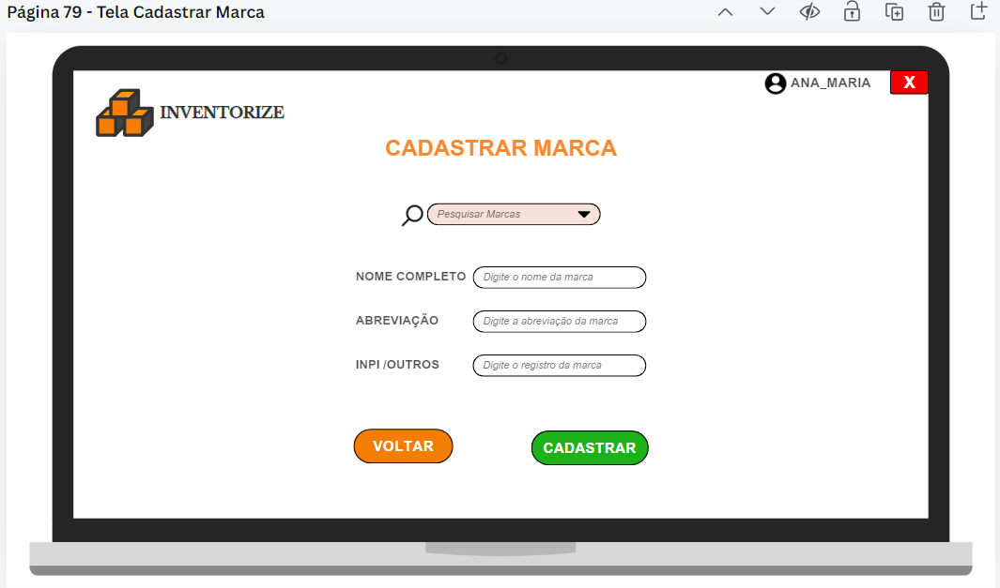 Página 79 - Tela Cadastrar Marca
ANA_MARIA
X
INVENTORIZE
CADASTRAR MARCA
Pesquisar Marcas
NOME COMPLETO Digite o nome da marca
ABREVIAÇÃO Digite a abreviação da marca
INPI /OUTROS Digite o registro da marca
VOLTAR CADASTRAR